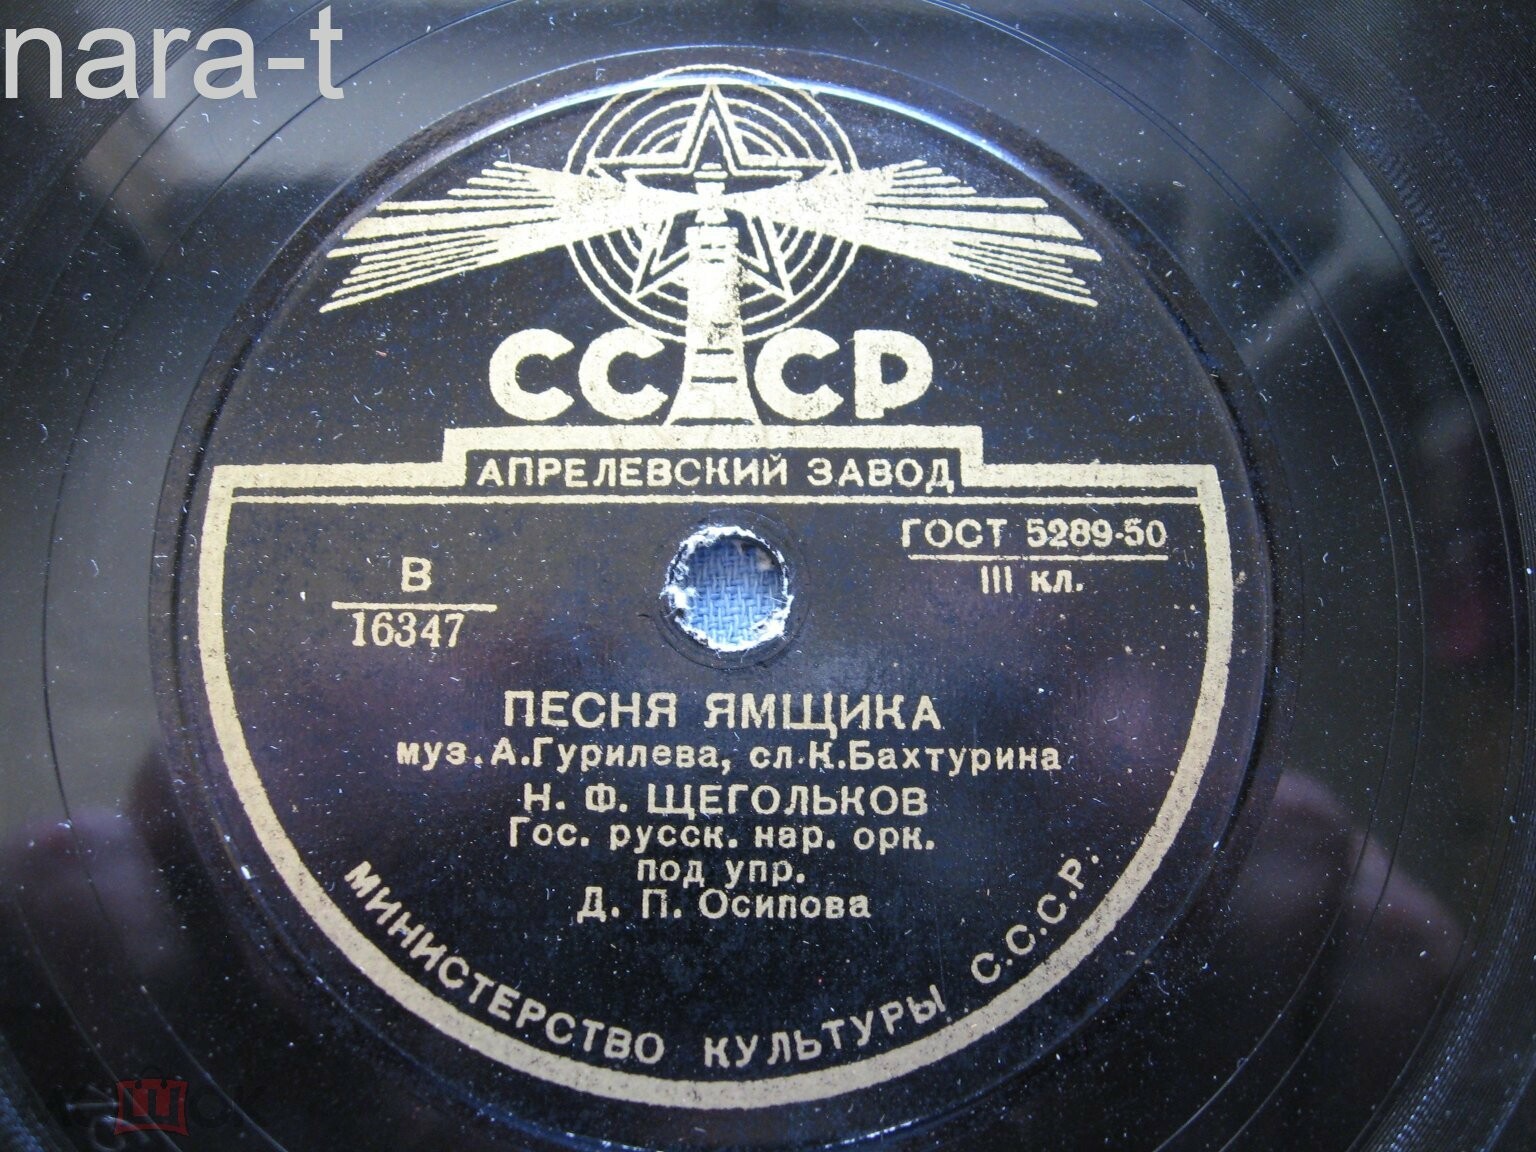 nara-t
СССР
АПРЕЛЕВСКИЙ ЗАВОД
ГОСТ 5289-50
III кл.
В
16347
ПЕСНЯ ЯМЩИКА
муз. А.Гурилева, сл.К.Бахтурина
Н. Ф. ЩЕГОЛЬКОВ
Гос. русск. нар. орк.
под упр.
Д. П. Осипова
МИНИСТЕРСТВО КУЛЬТУРЫ С.С.С.Р.